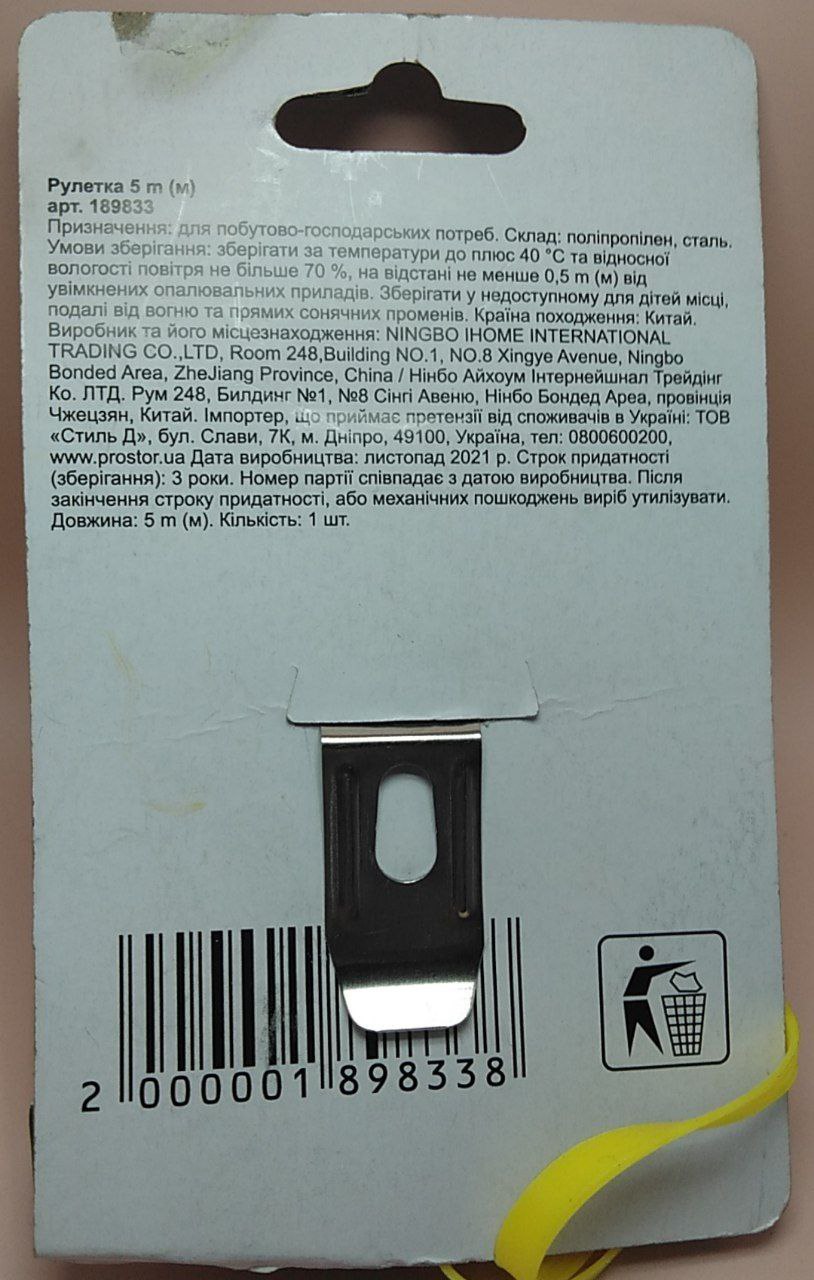 Рулетка 5 m (м)
арт. 189833
Призначення: для побутово-господарських потреб. Склад: поліпропілен, сталь.
Умови зберігання: зберігати за температури до плюс 40 °С та відносної
вологості повітря не більше 70 %, на відстані не менше 0,5 m (м) від
увімкнених опалювальних приладів. Зберігати у недоступному для дітей місці,
подалі від вогню та прямих сонячних променів. Країна походження: Китай.
Виробник та його місцезнаходження: NINGBO IHOME INTERNATIONAL
TRADING CO.,LTD, Room 248,Building NO.1, NO.8 Xingye Avenue, Ningbo
Bonded Area, ZheJiang Province, China / Нінбо Айхоум Інтернейшнал Трейдінг
Ко. ЛТД. Рум 248, Билдинг №1, №8 Сінгі Авеню, Нінбо Бондед Ареа, провінція
Чжецзян, Китай. Імпортер, що приймає претензії від споживачів в Україні: ТОВ
«Стиль Д», бул. Слави, 7К, м. Дніпро, 49100, Україна, тел: 0800600200,
www.prostor.ua Дата виробництва: листопад 2021 р. Строк придатності
(зберігання): 3 роки. Номер партії співпадає з датою виробництва. Після
закінчення строку придатності, або механічних пошкоджень виріб утилізувати.
Довжина: 5 m (м). Кількість: 1 шт.
2 000001 898338